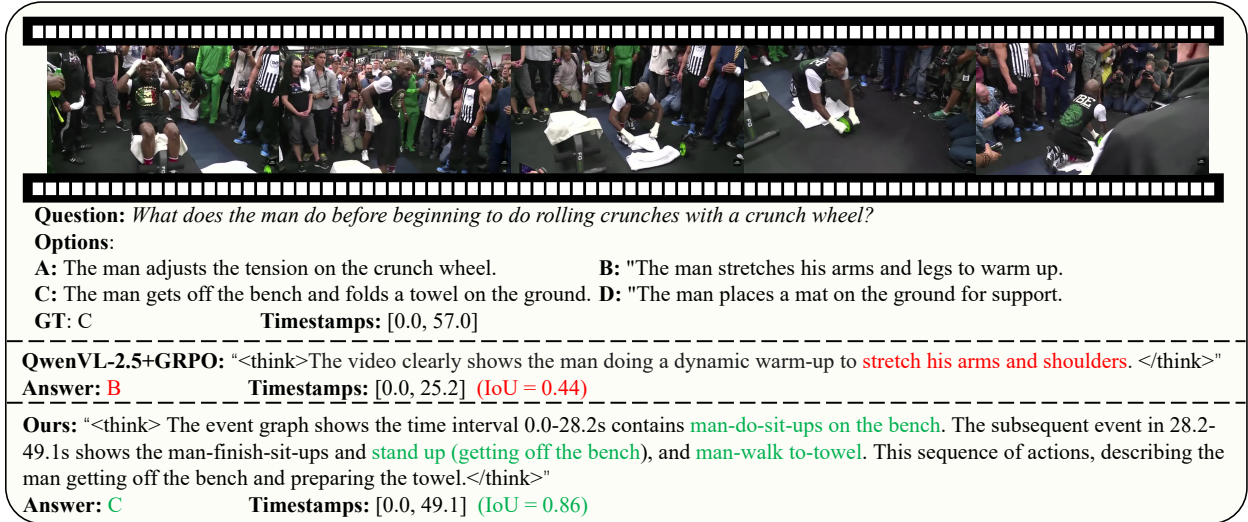 Question: What does the man do before beginning to do rolling crunches with a crunch wheel?
Options:
A: The man adjusts the tension on the crunch wheel. B: "The man stretches his arms and legs to warm up.
C: The man gets off the bench and folds a towel on the ground. D: "The man places a mat on the ground for support.
GT: C Timestamps: [0.0, 57.0]
QwenVL-2.5+GRPO: “<think>The video clearly shows the man doing a dynamic warm-up to stretch his arms and shoulders. </think>”
Answer: B Timestamps: [0.0, 25.2] (IoU = 0.44)
Ours: “<think> The event graph shows the time interval 0.0-28.2s contains man-do-sit-ups on the bench. The subsequent event in 28.2-
49.1s shows the man-finish-sit-ups and stand up (getting off the bench), and man-walk to-towel. This sequence of actions, describing the
man getting off the bench and preparing the towel.</think>”
Answer: C Timestamps: [0.0, 49.1] (IoU = 0.86)